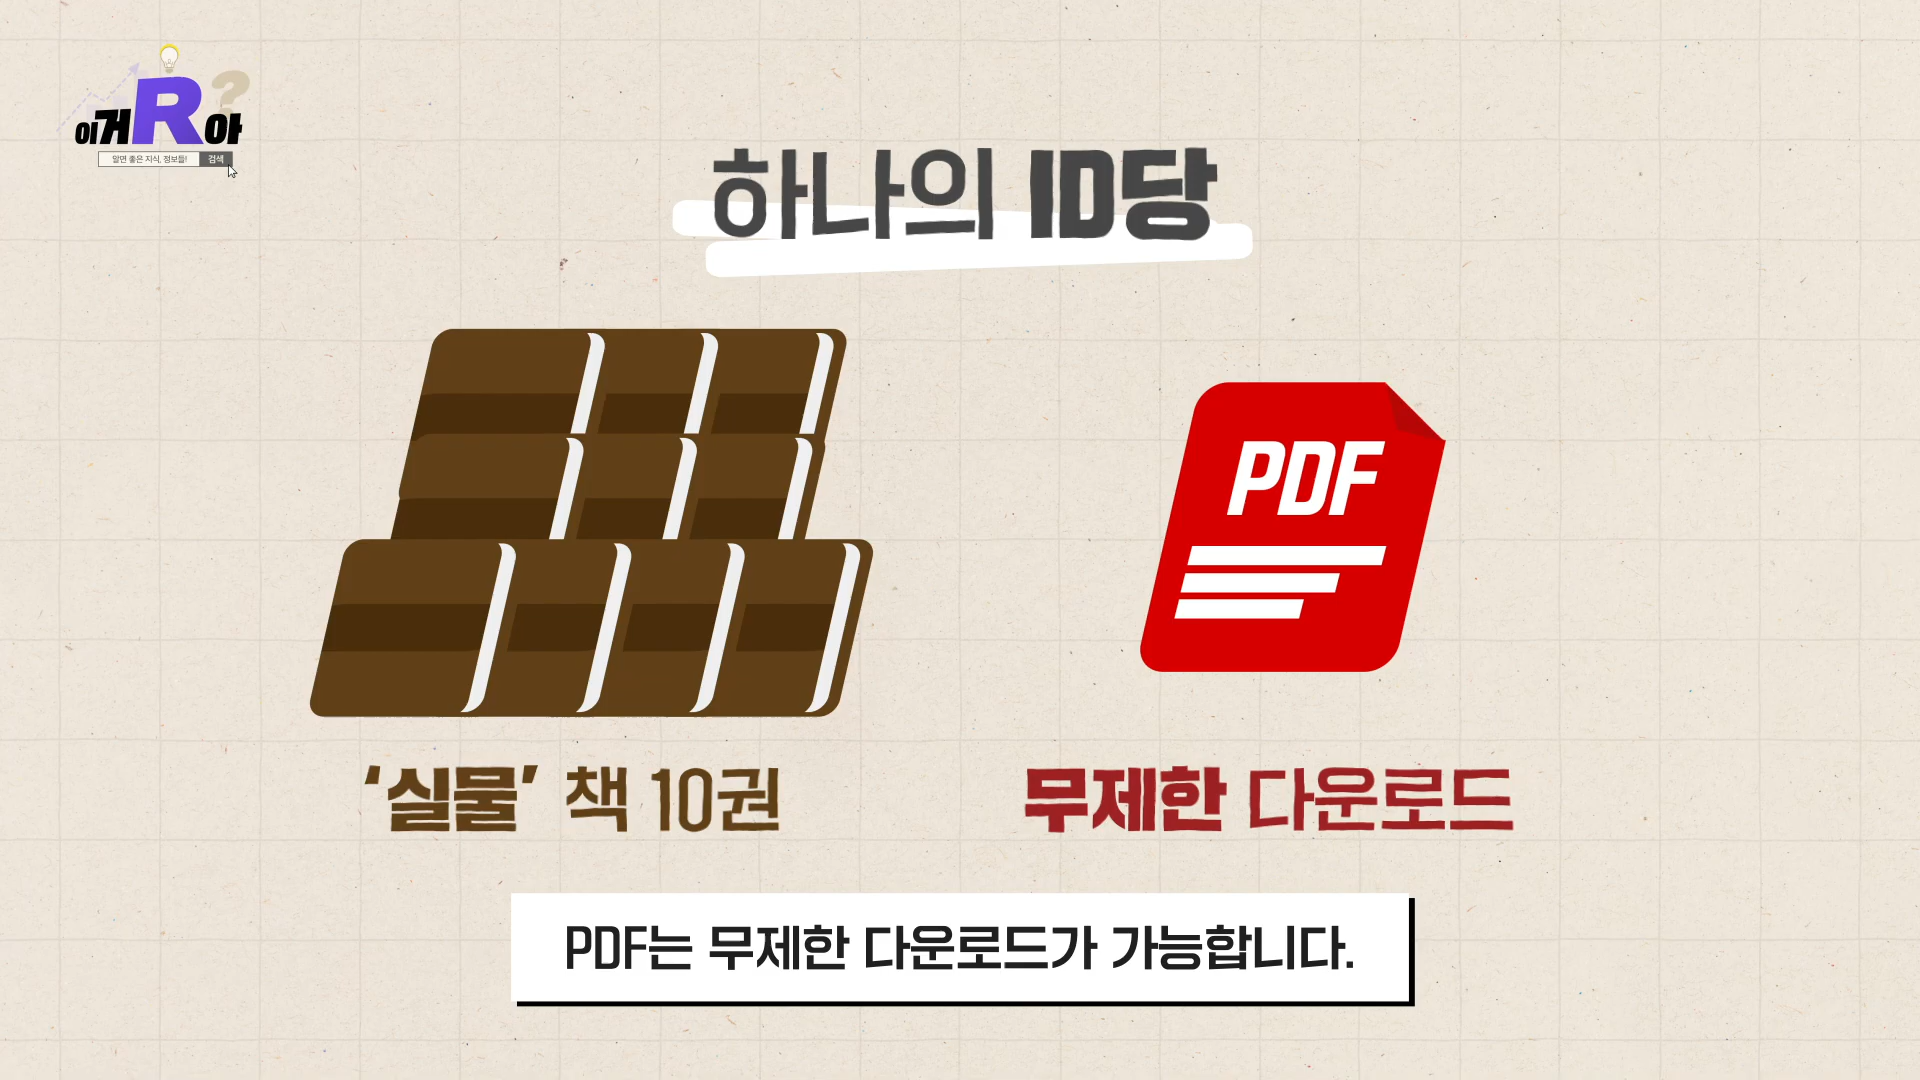 이거R아?
알면 좋은 지식, 정보들! 검색
하나의 ID당
PDF
‘실물’ 책 10권
무제한 다운로드
PDF는 무제한 다운로드가 가능합니다.